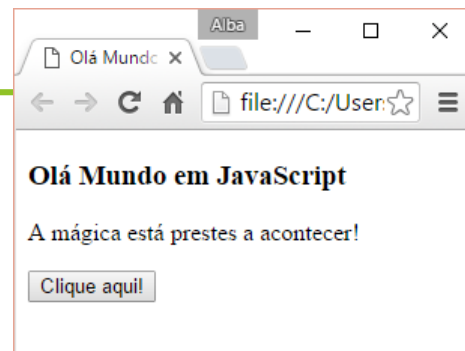 Alba
Olá Mundo
file:///C:/User
Olá Mundo em JavaScript
A mágica está prestes a acontecer!
Clique aqui!